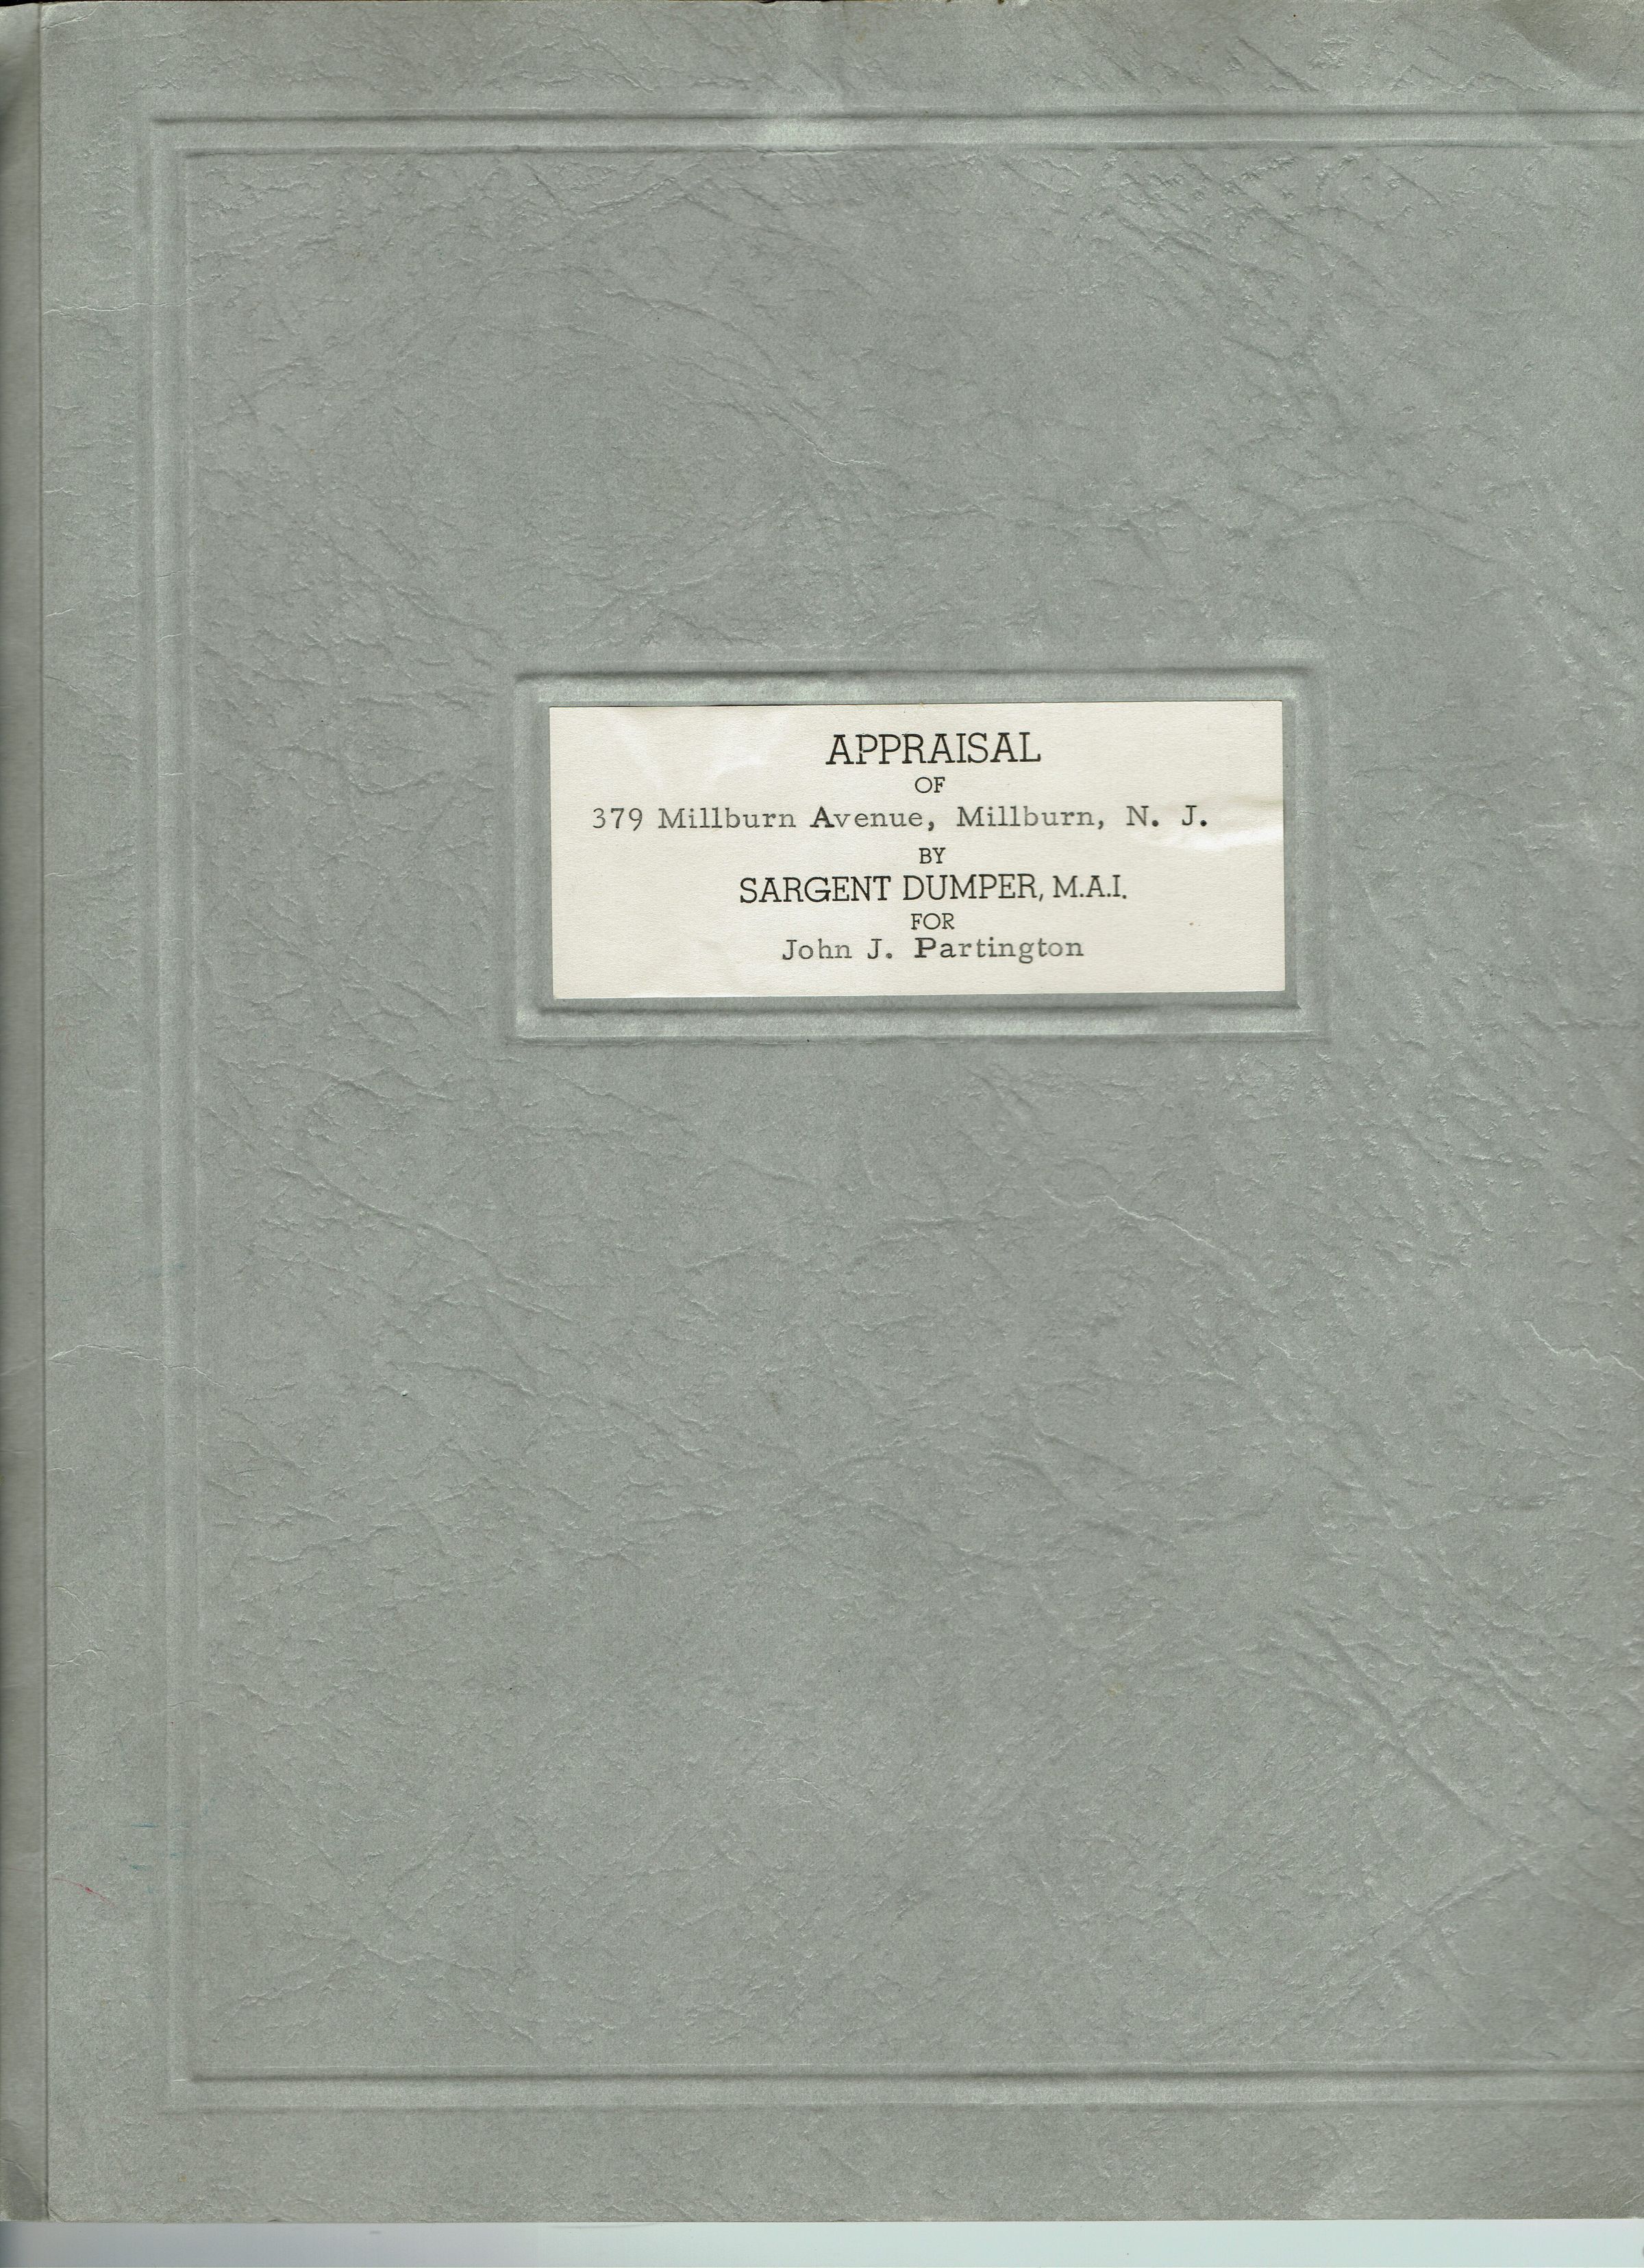 APPRAISAL
OF
379 Millburn Avenue, Millburn, N. J.
BY
SARGENT DUMPER, M.A.I.
FOR
John J. Partington